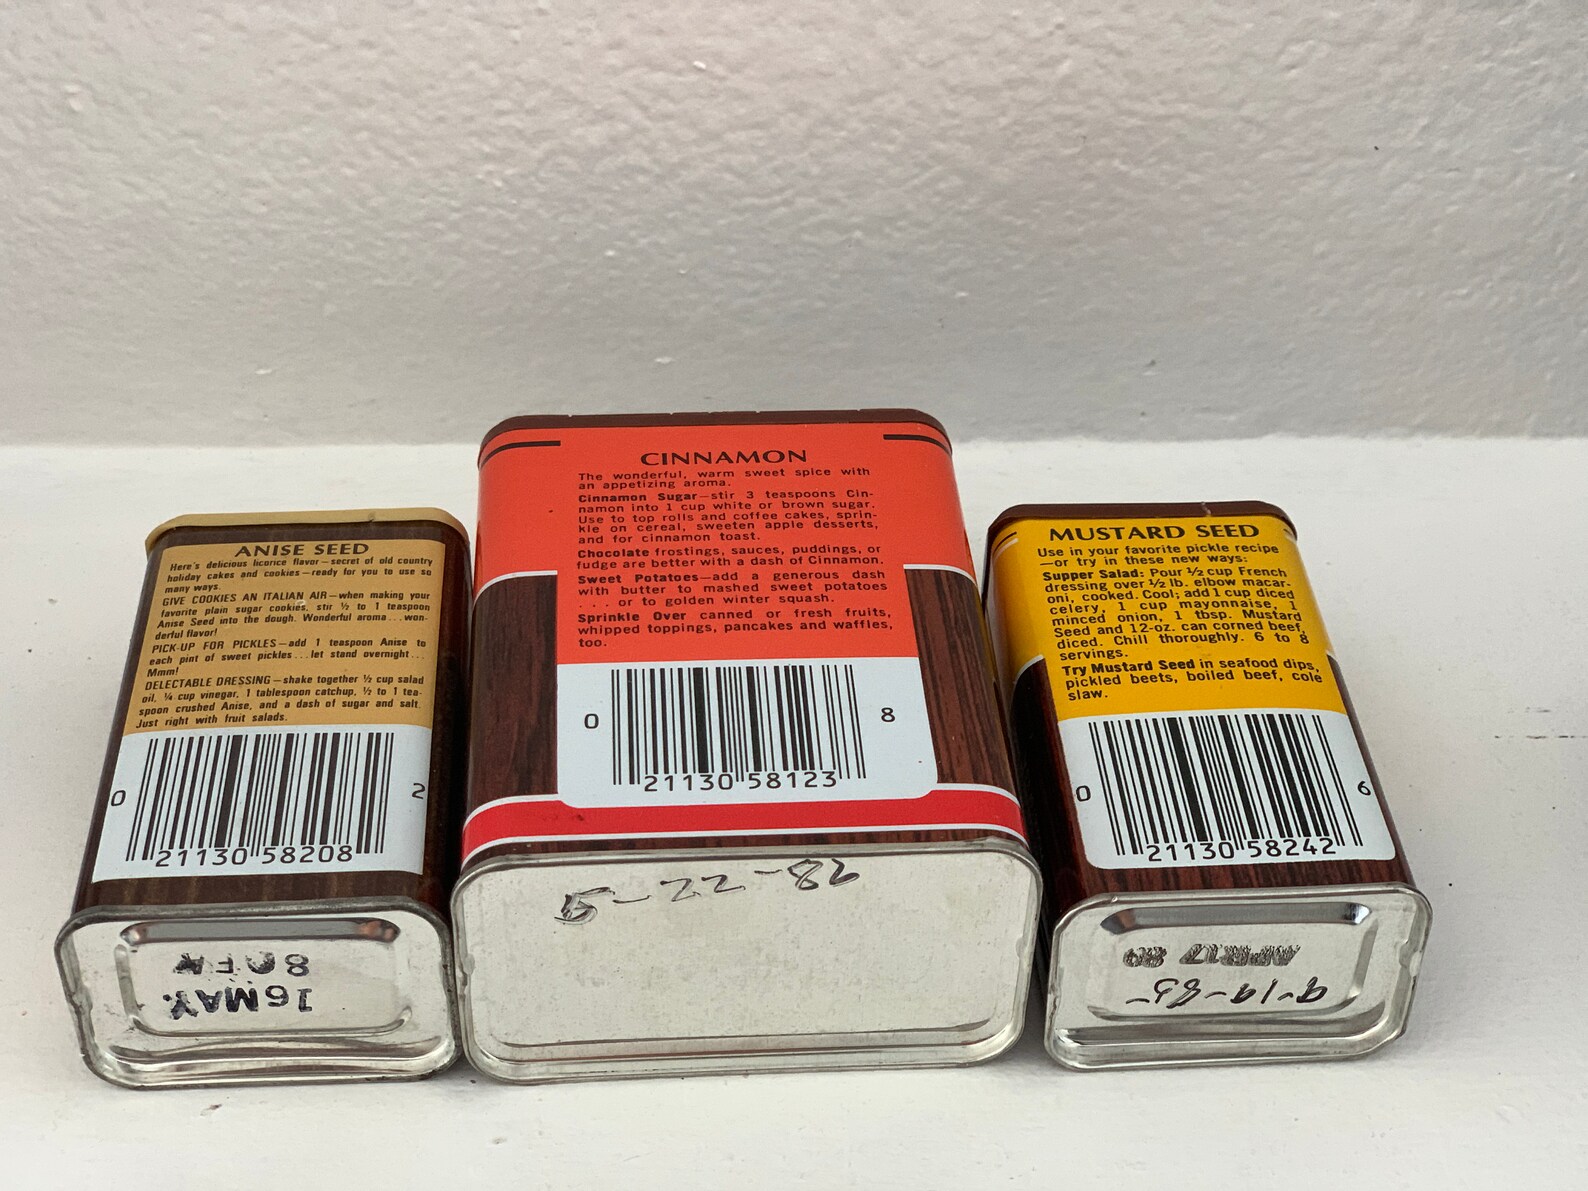 ANISE SEED
Here's delicious licorice flavor—secret of old country
holiday cakes and cookies—ready for you to use so
many ways.
GIVE COOKIES AN ITALIAN AIR—when making your
favorite plain sugar cookies, stir ½ to 1 teaspoon
Anise Seed into the dough. Wonderful aroma...won-
derful flavor!
PICK-UP FOR PICKLES—add 1 teaspoon Anise to
each pint of sweet pickles...let stand overnight...
Mmm!
DELECTABLE DRESSING—shake together ½ cup salad
oil, ¼ cup vinegar, 1 tablespoon catchup, ½ to 1 tea-
spoon crushed Anise, and a dash of sugar and salt.
Just right with fruit salads.
0 21130 58208 2
16MAY
CINNAMON
The wonderful, warm sweet spice with
an appetizing aroma.
Cinnamon Sugar—stir 3 teaspoons Cin-
namon into 1 cup white or brown sugar.
Use to top rolls and coffee cakes, sprin-
kle on cereal, sweeten apple desserts,
and for cinnamon toast.
Chocolate frostings, sauces, puddings, or
fudge are better with a dash of Cinnamon.
Sweet Potatoes—add a generous dash
with butter to mashed sweet potatoes
. . . or to golden winter squash.
Sprinkle Over canned or fresh fruits,
whipped toppings, pancakes and waffles,
too.
0 21130 58123 8
MUSTARD SEED
Use in your favorite pickle recipe
—or try in these new ways:
Supper Salad: Pour ½ cup French
dressing over ½ lb. elbow macar-
oni, cooked. Cool; add 1 cup diced
celery, 1 cup mayonnaise, 1
minced onion, 1 tbsp. Mustard
Seed and 12-oz. can corned beef,
diced. Chill thoroughly. 6 to 8
servings.
Try Mustard Seed in seafood dips,
pickled beets, boiled beef, cole
slaw.
0 21130 58242 6
APR 17 89
9-19-85